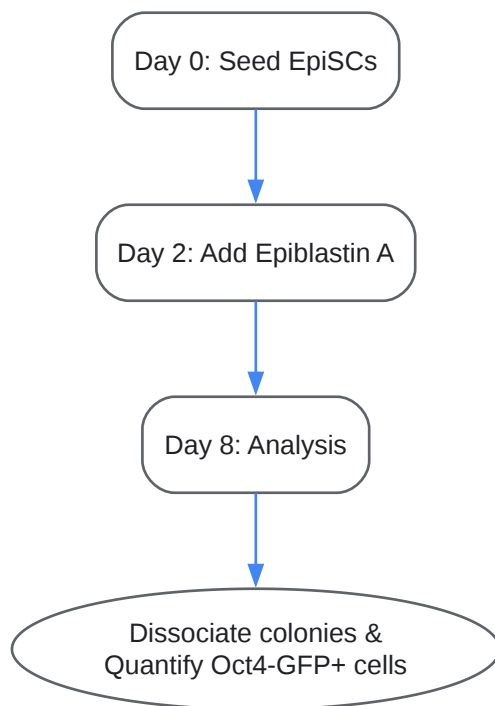 Day 0: Seed EpiSCs
Day 2: Add Epiblastin A
Day 8: Analysis
Dissociate colonies &
Quantify Oct4-GFP+ cells